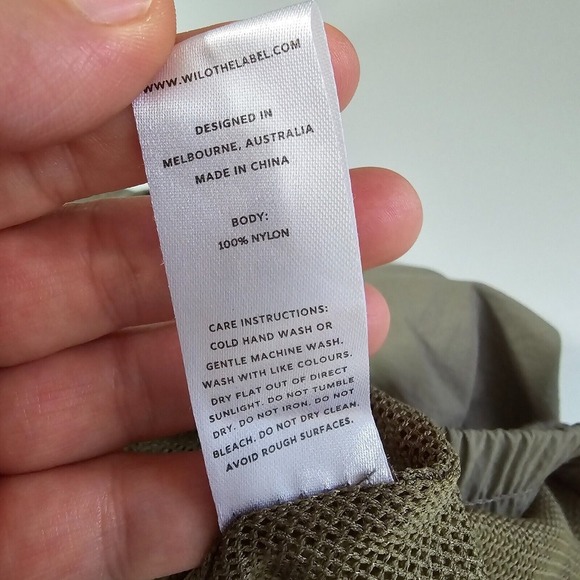 WWW.WILOTHELABEL.COM
DESIGNED IN
MELBOURNE, AUSTRALIA
MADE IN CHINA
BODY:
100% NYLON
CARE INSTRUCTIONS:
COLD HAND WASH OR
GENTLE MACHINE WASH.
WASH WITH LIKE COLOURS.
DRY FLAT OUT OF DIRECT
SUNLIGHT. DO NOT TUMBLE
DRY. DO NOT IRON. DO NOT
BLEACH. DO NOT DRY CLEAN.
AVOID ROUGH SURFACES.